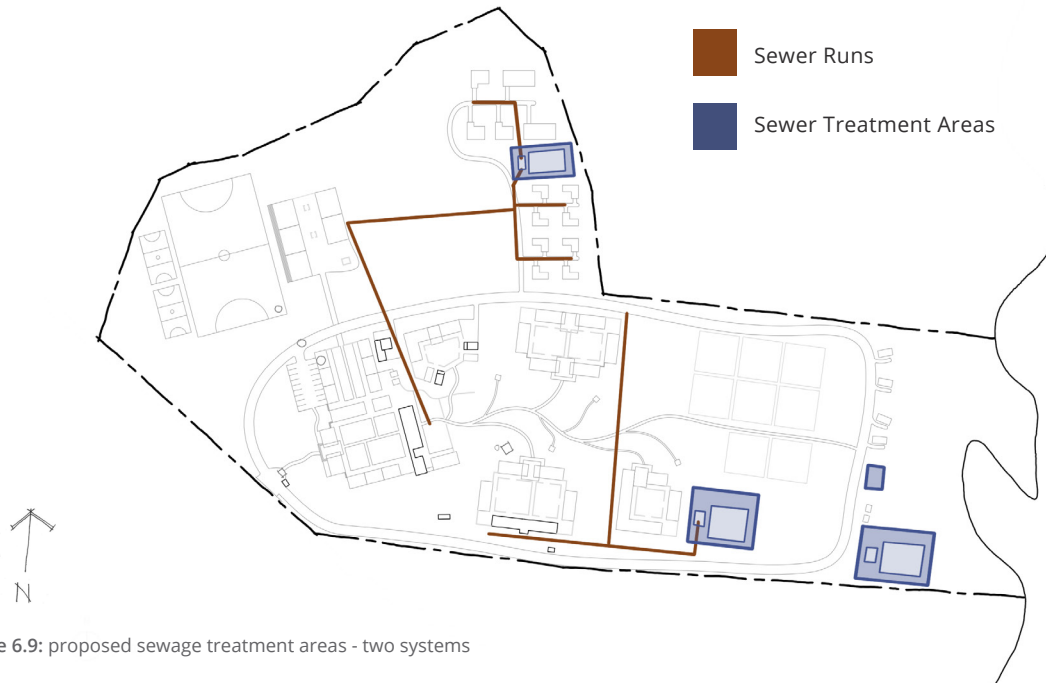 Sewer Runs
Sewer Treatment Areas
N
e 6.9: proposed sewage treatment areas - two systems